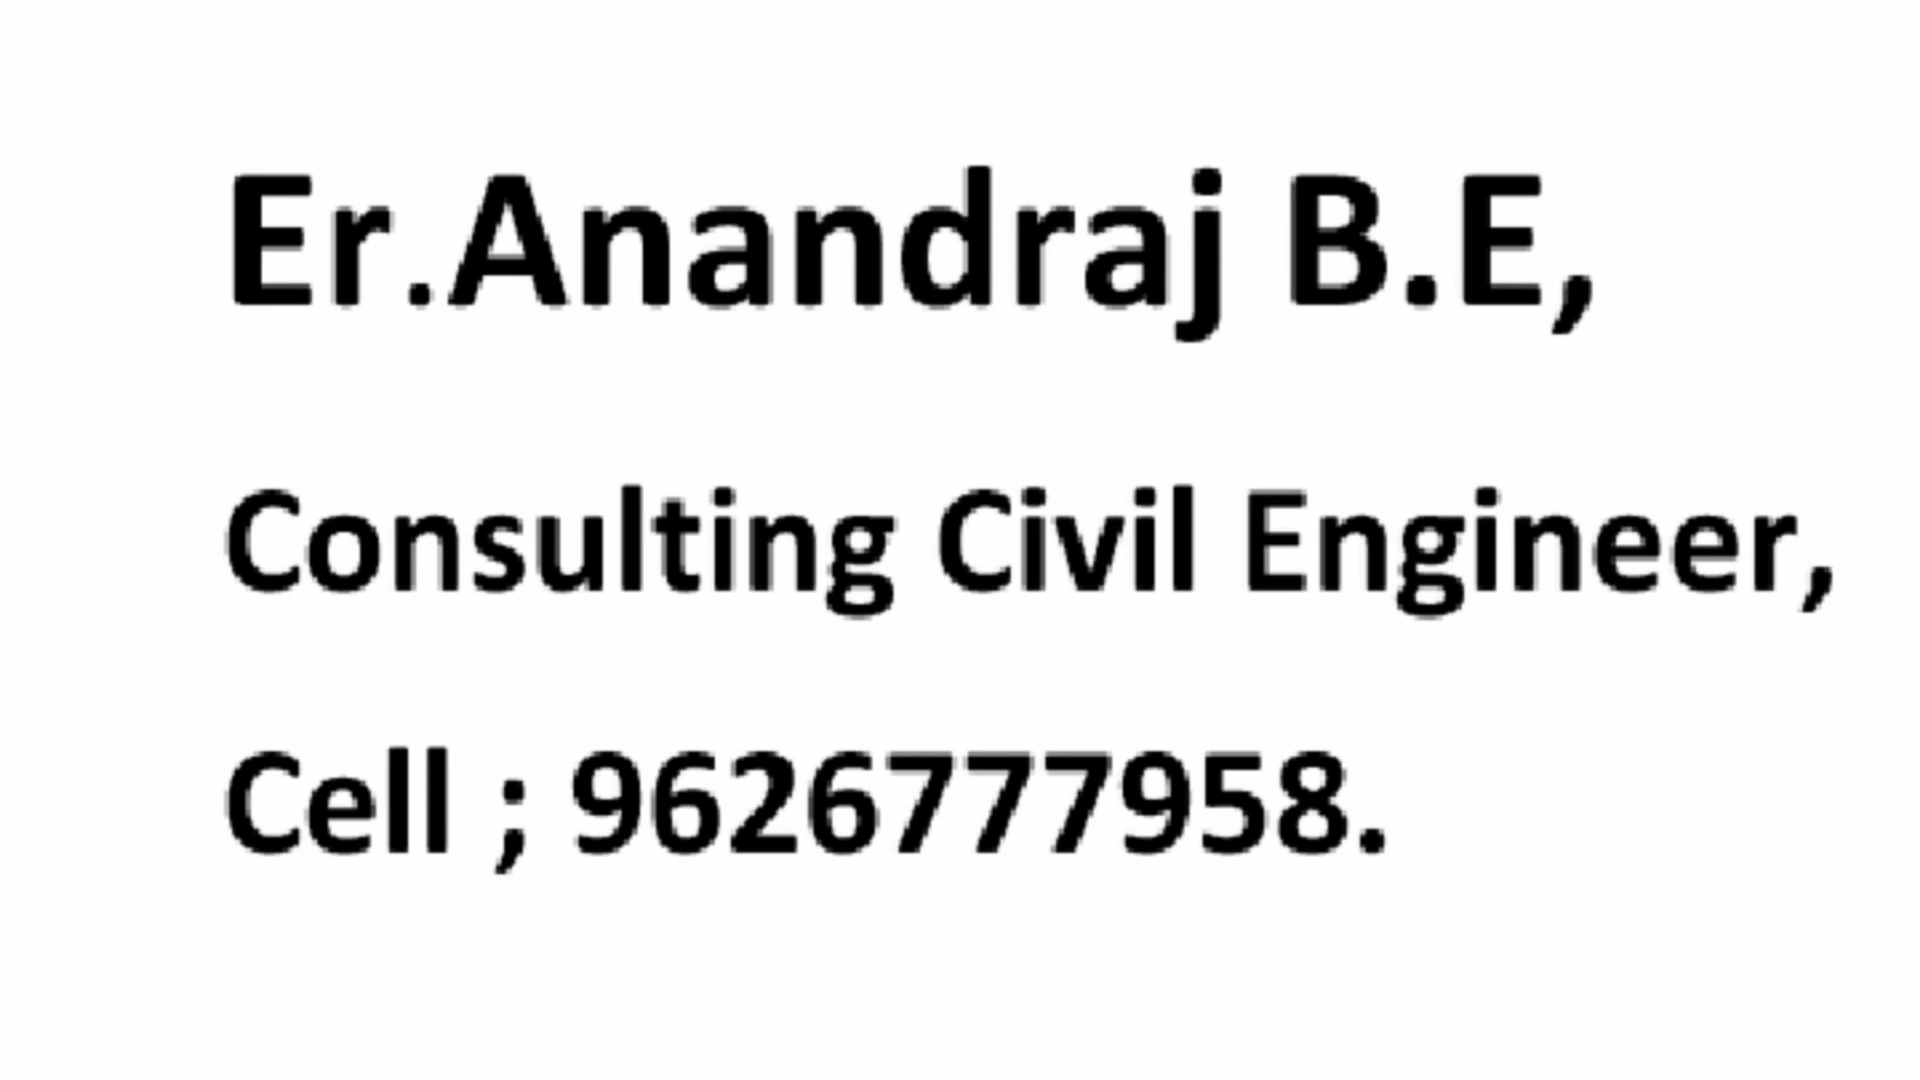 Er.Anandraj B.E,
Consulting Civil Engineer,
Cell ; 9626777958.